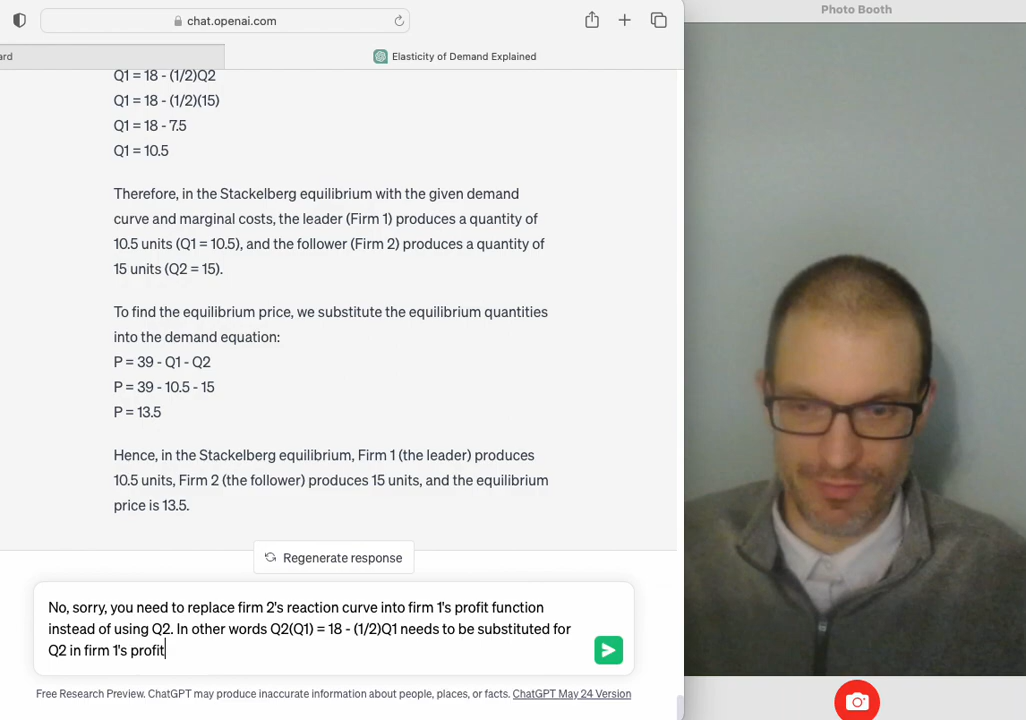 chat.openai.com
Photo Booth
ard
Elasticity of Demand Explained
Q1 = 18 - (1/2)Q2
Q1 = 18 - (1/2)(15)
Q1 = 18 - 7.5
Q1 = 10.5
Therefore, in the Stackelberg equilibrium with the given demand
curve and marginal costs, the leader (Firm 1) produces a quantity of
10.5 units (Q1 = 10.5), and the follower (Firm 2) produces a quantity of
15 units (Q2 = 15).
To find the equilibrium price, we substitute the equilibrium quantities
into the demand equation:
P = 39 - Q1 - Q2
P = 39 - 10.5 - 15
P = 13.5
Hence, in the Stackelberg equilibrium, Firm 1 (the leader) produces
10.5 units, Firm 2 (the follower) produces 15 units, and the equilibrium
price is 13.5.
Regenerate response
No, sorry, you need to replace firm 2's reaction curve into firm 1's profit function
instead of using Q2. In other words Q2(Q1) = 18 - (1/2)Q1 needs to be substituted for
Q2 in firm 1's profit
Free Research Preview. ChatGPT may produce inaccurate information about people, places, or facts. ChatGPT May 24 Version